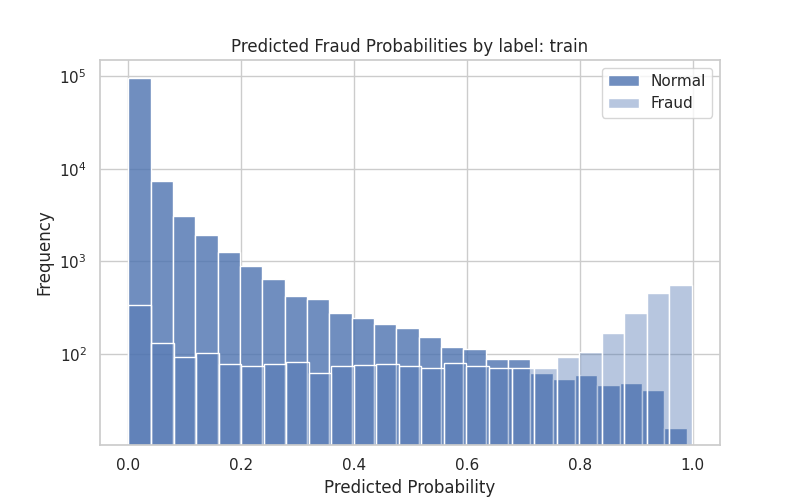 Predicted Fraud Probabilities by label: train
Normal
Fraud
10^5
10^4
10^3
10^2
Frequency
0.0 0.2 0.4 0.6 0.8 1.0
Predicted Probability